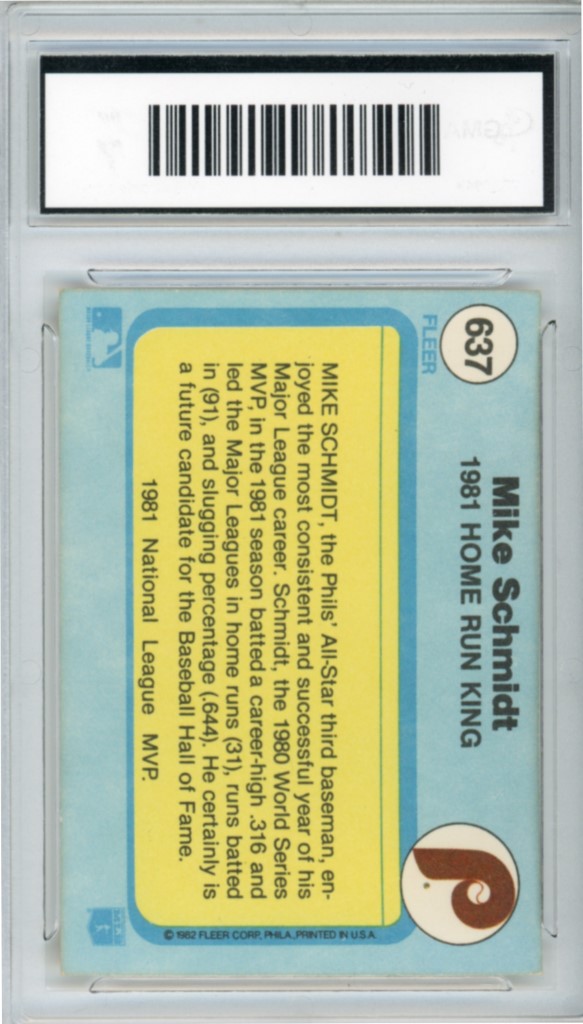 637
FLEER
Mike Schmidt
1981 HOME RUN KING
MIKE SCHMIDT, the Phils' All-Star third baseman, en-
joyed the most consistent and successful year of his
Major League career. Schmidt, the 1980 World Series
MVP, in the 1981 season batted a career-high .316 and
led the Major Leagues in home runs (31), runs batted
in (91), and slugging percentage (.644). He certainly is
a future candidate for the Baseball Hall of Fame.
1981 National League MVP.
© 1982 FLEER CORP. PHILA. PRINTED IN U.S.A.